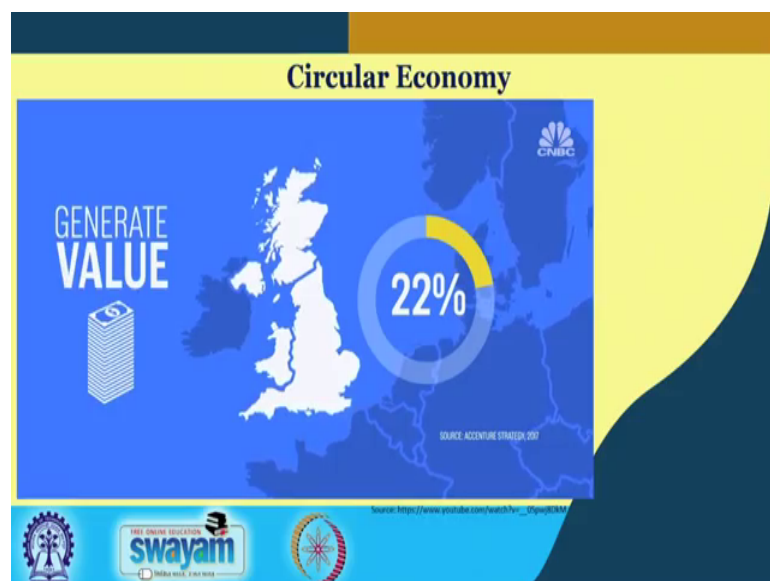 Circular Economy
CNBC
GENERATE
VALUE
22%
SOURCE: ACCENTURE STRATEGY, 2017
FREE ONLINE EDUCATION
swayam